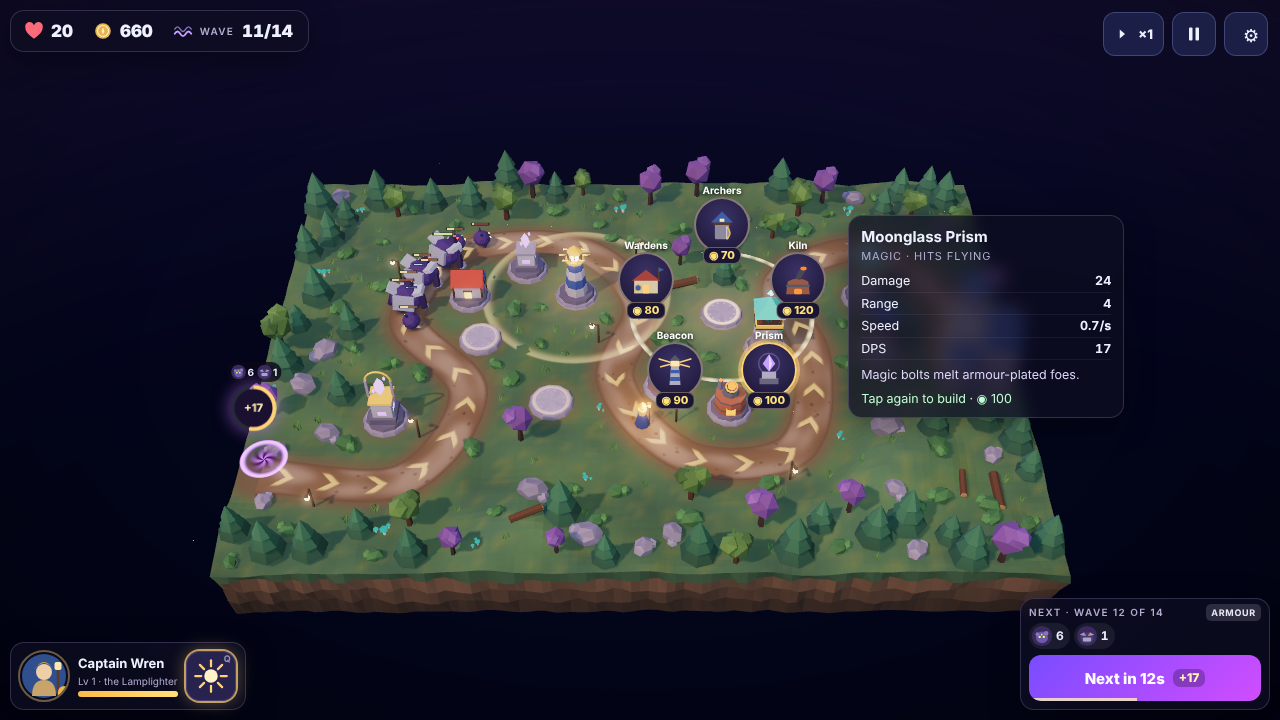 20 660 WAVE 11/14
×1
Archers
70
Wardens
80
Kiln
120
Beacon
90
Prism
100
Moonglass Prism
MAGIC · HITS FLYING
Damage 24
Range 4
Speed 0.7/s
DPS 17
Magic bolts melt armour-plated foes.
Tap again to build · 100
6 1
+17
Captain Wren
Lv 1 · the Lamplighter
Q
NEXT · WAVE 12 OF 14 ARMOUR
6 1
Next in 12s +17